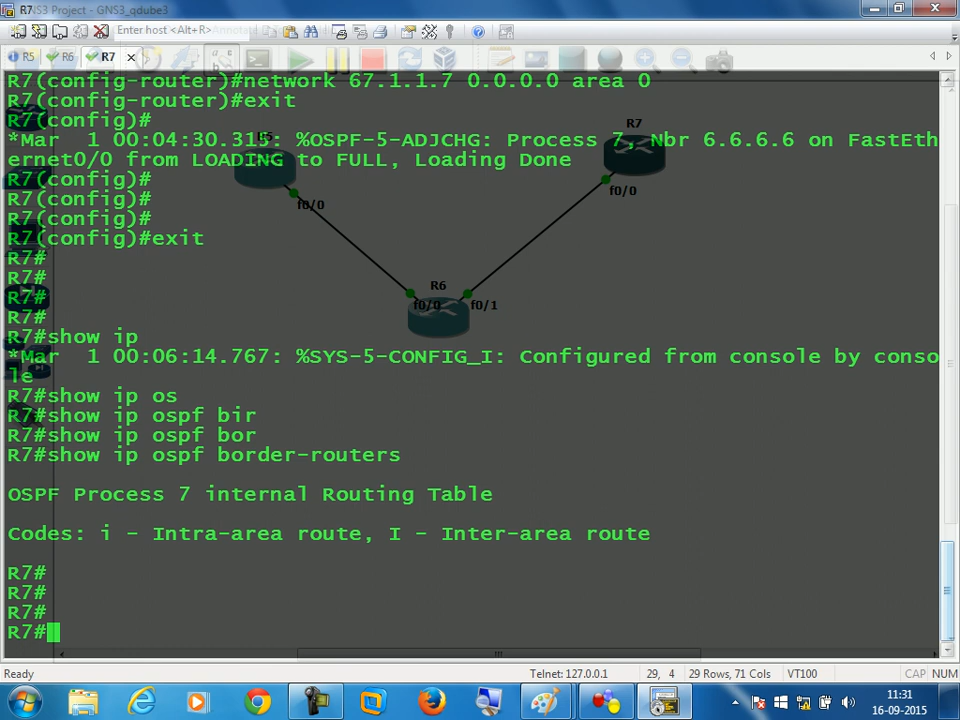 R7 GNS3 Project - GNS3_qdube3
Enter host <Alt+R>
R5 R6 R7
R7(config-router)#network 67.1.1.7 0.0.0.0 area 0
R7(config-router)#exit
R7(config)#
*Mar  1 00:04:30.315: %OSPF-5-ADJCHG: Process 7, Nbr 6.6.6.6 on FastEth
ernet0/0 from LOADING to FULL, Loading Done
R7(config)#
R7(config)#
R7(config)#
R7(config)#exit
R7#
R7#
R7#
R7#
R7#show ip
*Mar  1 00:06:14.767: %SYS-5-CONFIG_I: Configured from console by conso
le
R7#show ip os
R7#show ip ospf bir
R7#show ip ospf bor
R7#show ip ospf border-routers
OSPF Process 7 internal Routing Table
Codes: i - Intra-area route, I - Inter-area route
R7#
R7#
R7#
R7#
R7
f0/0
f0/0
R6
f0/0
f0/1
Ready
Telnet: 127.0.0.1
29, 4
29 Rows, 71 Cols
VT100
CAP NUM
11:31
16-09-2015